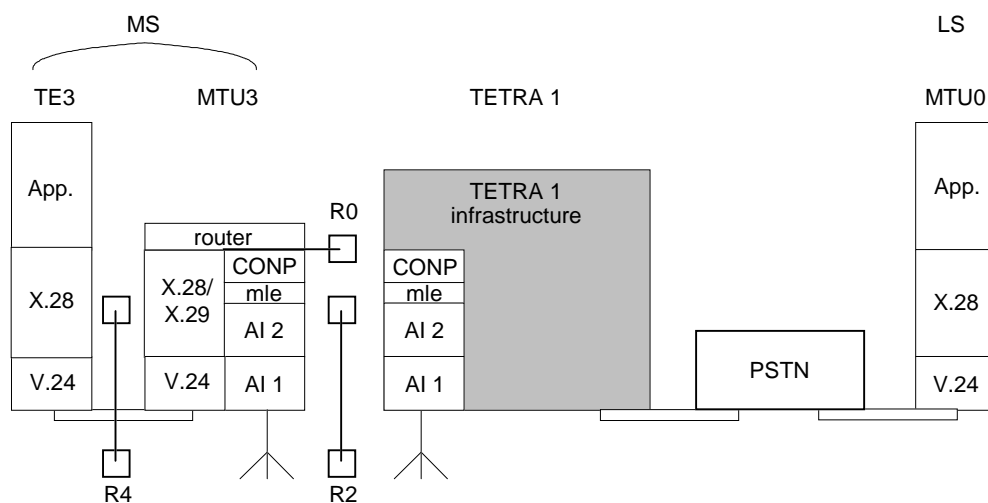 MS
LS
TE3
MTU3
TETRA 1
MTU0
App.
TETRA 1
infrastructure
App.
R0
router
CONP
CONP
X.28
X.28/
X.29
mle
mle
X.28
AI 2
AI 2
PSTN
V.24
V.24
AI 1
AI 1
V.24
R4
R2